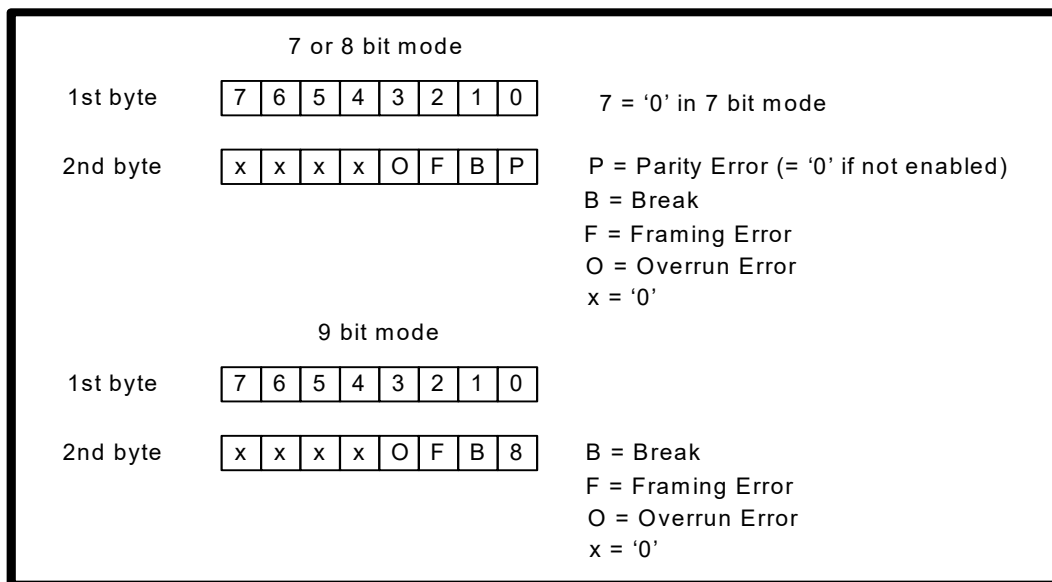 7 or 8 bit mode
1st byte 7 6 5 4 3 2 1 0 7 = ‘0’ in 7 bit mode
2nd byte x x x x O F B P P = Parity Error (= ‘0’ if not enabled)
B = Break
F = Framing Error
O = Overrun Error
x = ‘0’
9 bit mode
1st byte 7 6 5 4 3 2 1 0
2nd byte x x x x O F B 8 B = Break
F = Framing Error
O = Overrun Error
x = ‘0’